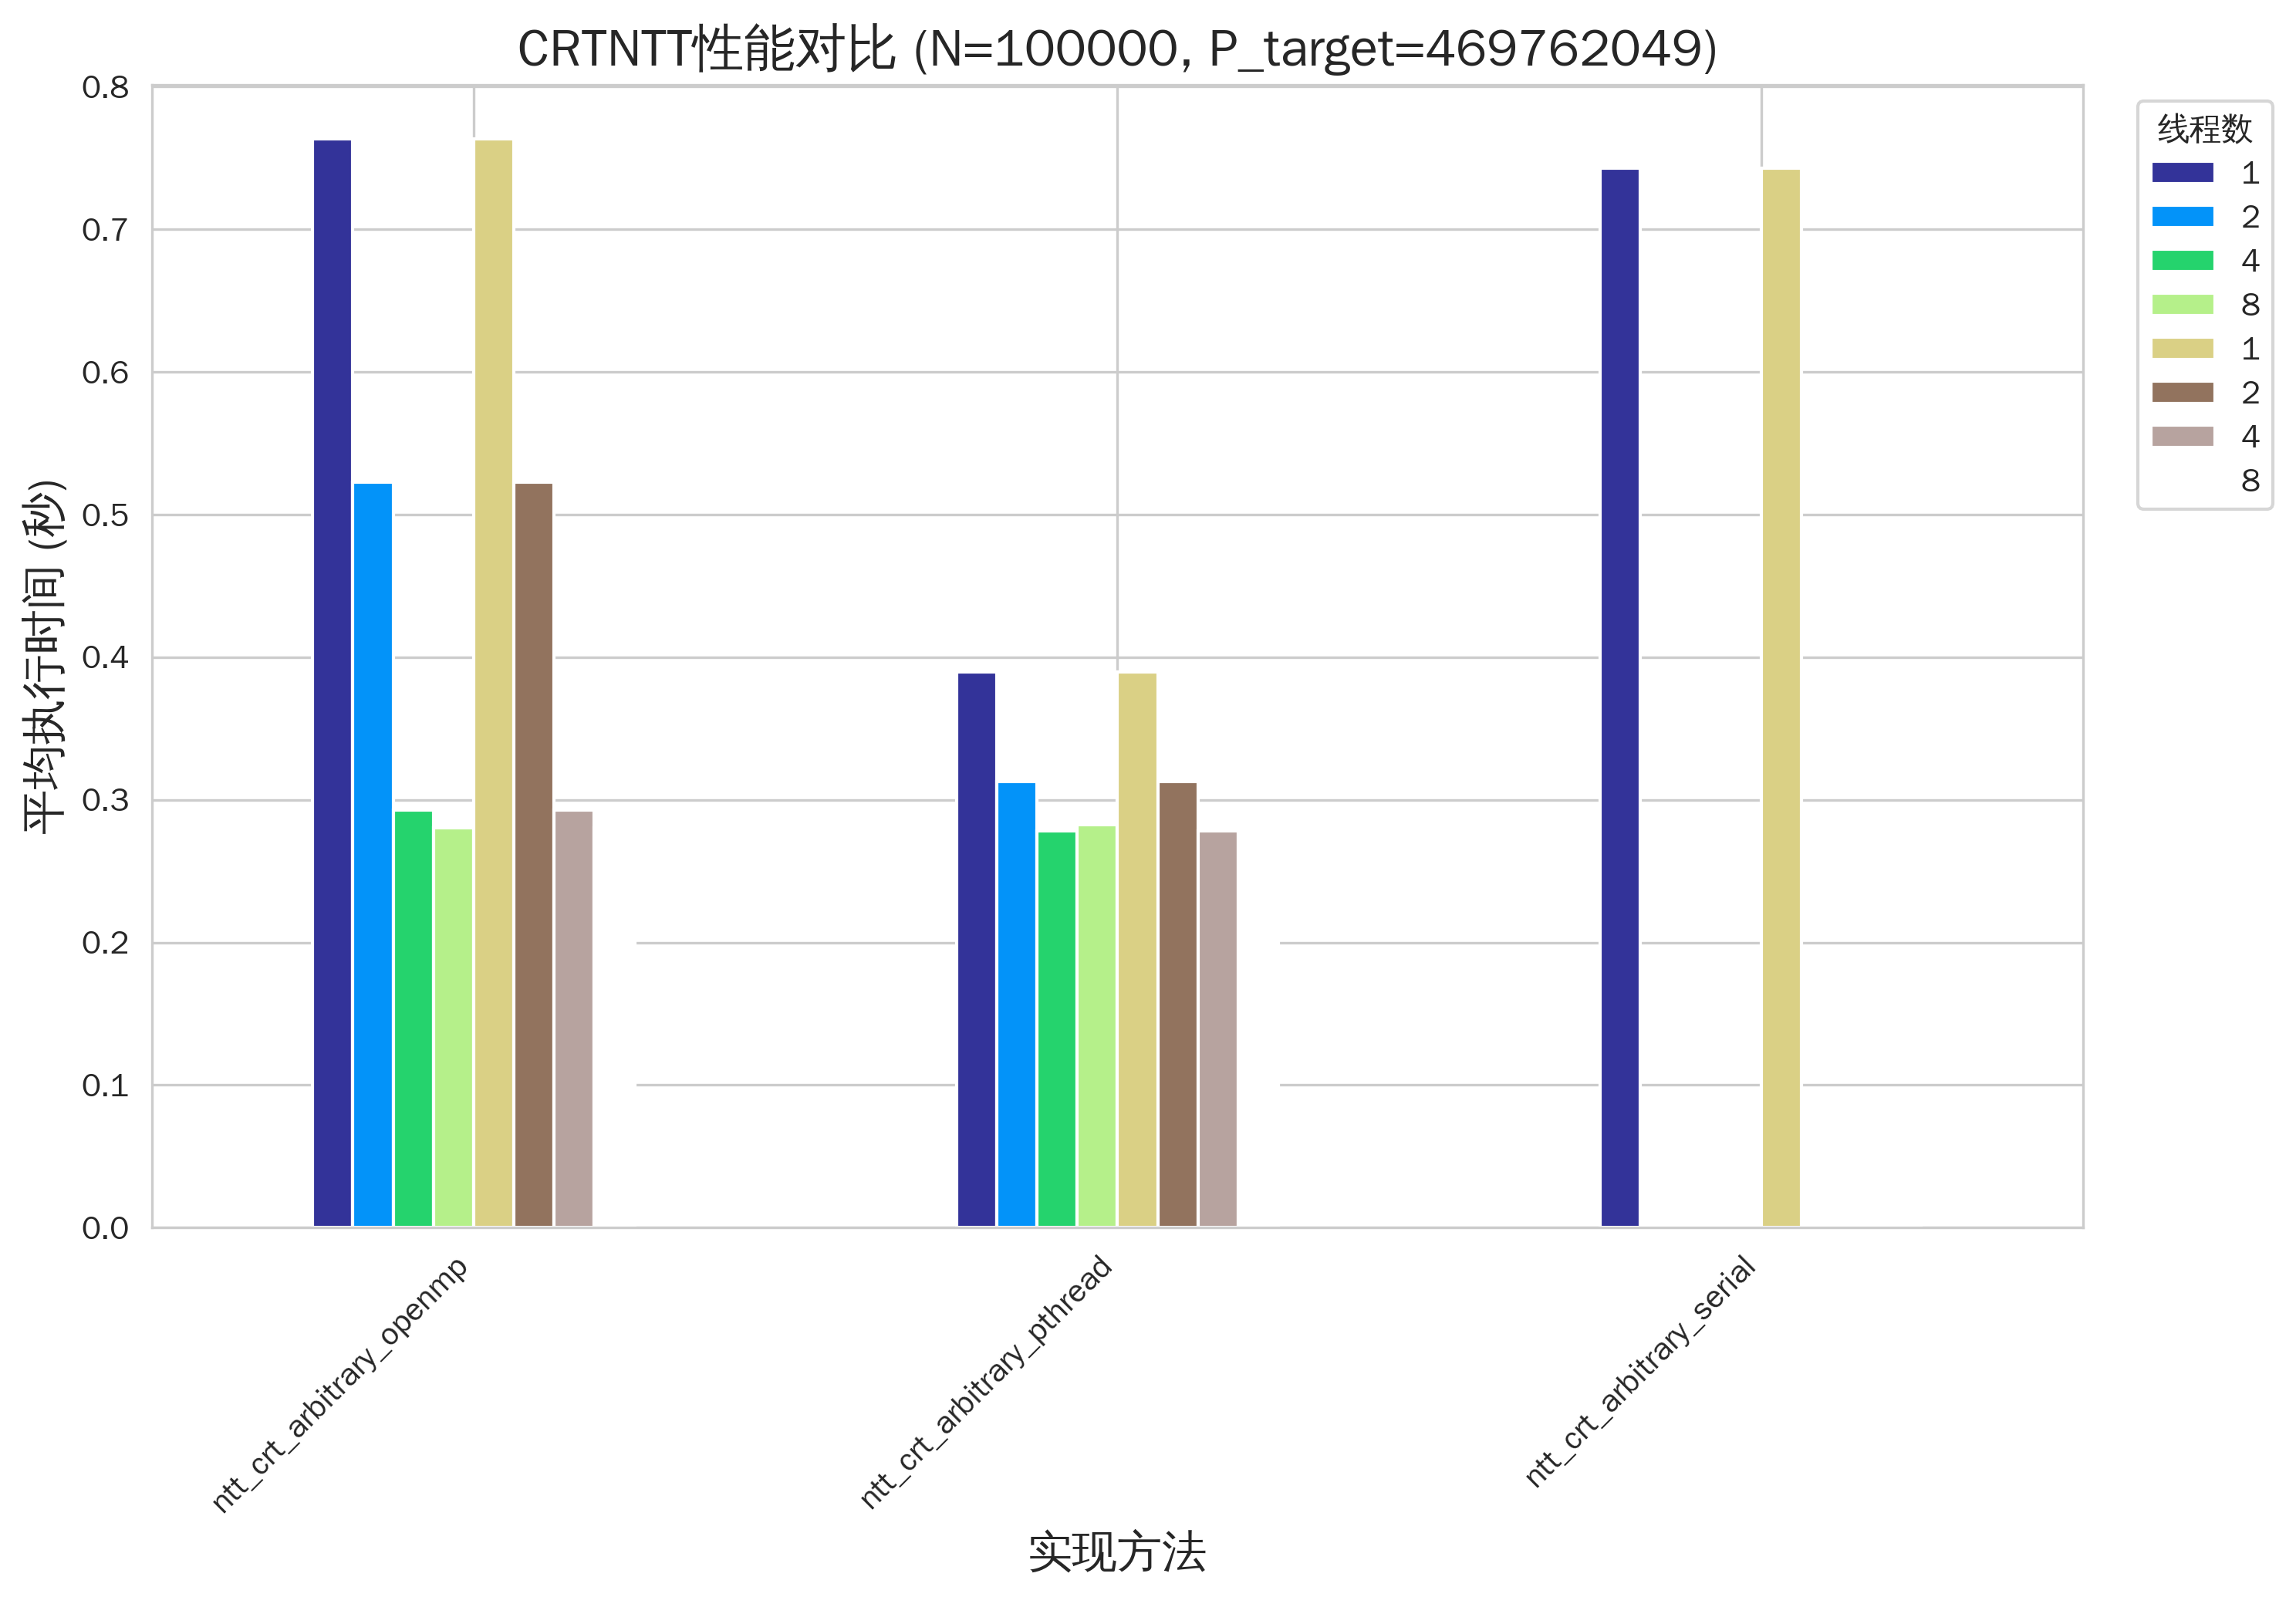 CRTNTT性能对比 (N=100000, P_target=469762049)
平均执行时间 (秒)
0.8
0.7
0.6
0.5
0.4
0.3
0.2
0.1
0.0
线程数
1
2
4
8
1
2
4
8
ntt_crt_arbitrary_openmp
ntt_crt_arbitrary_pthread
ntt_crt_arbitrary_serial
实现方法